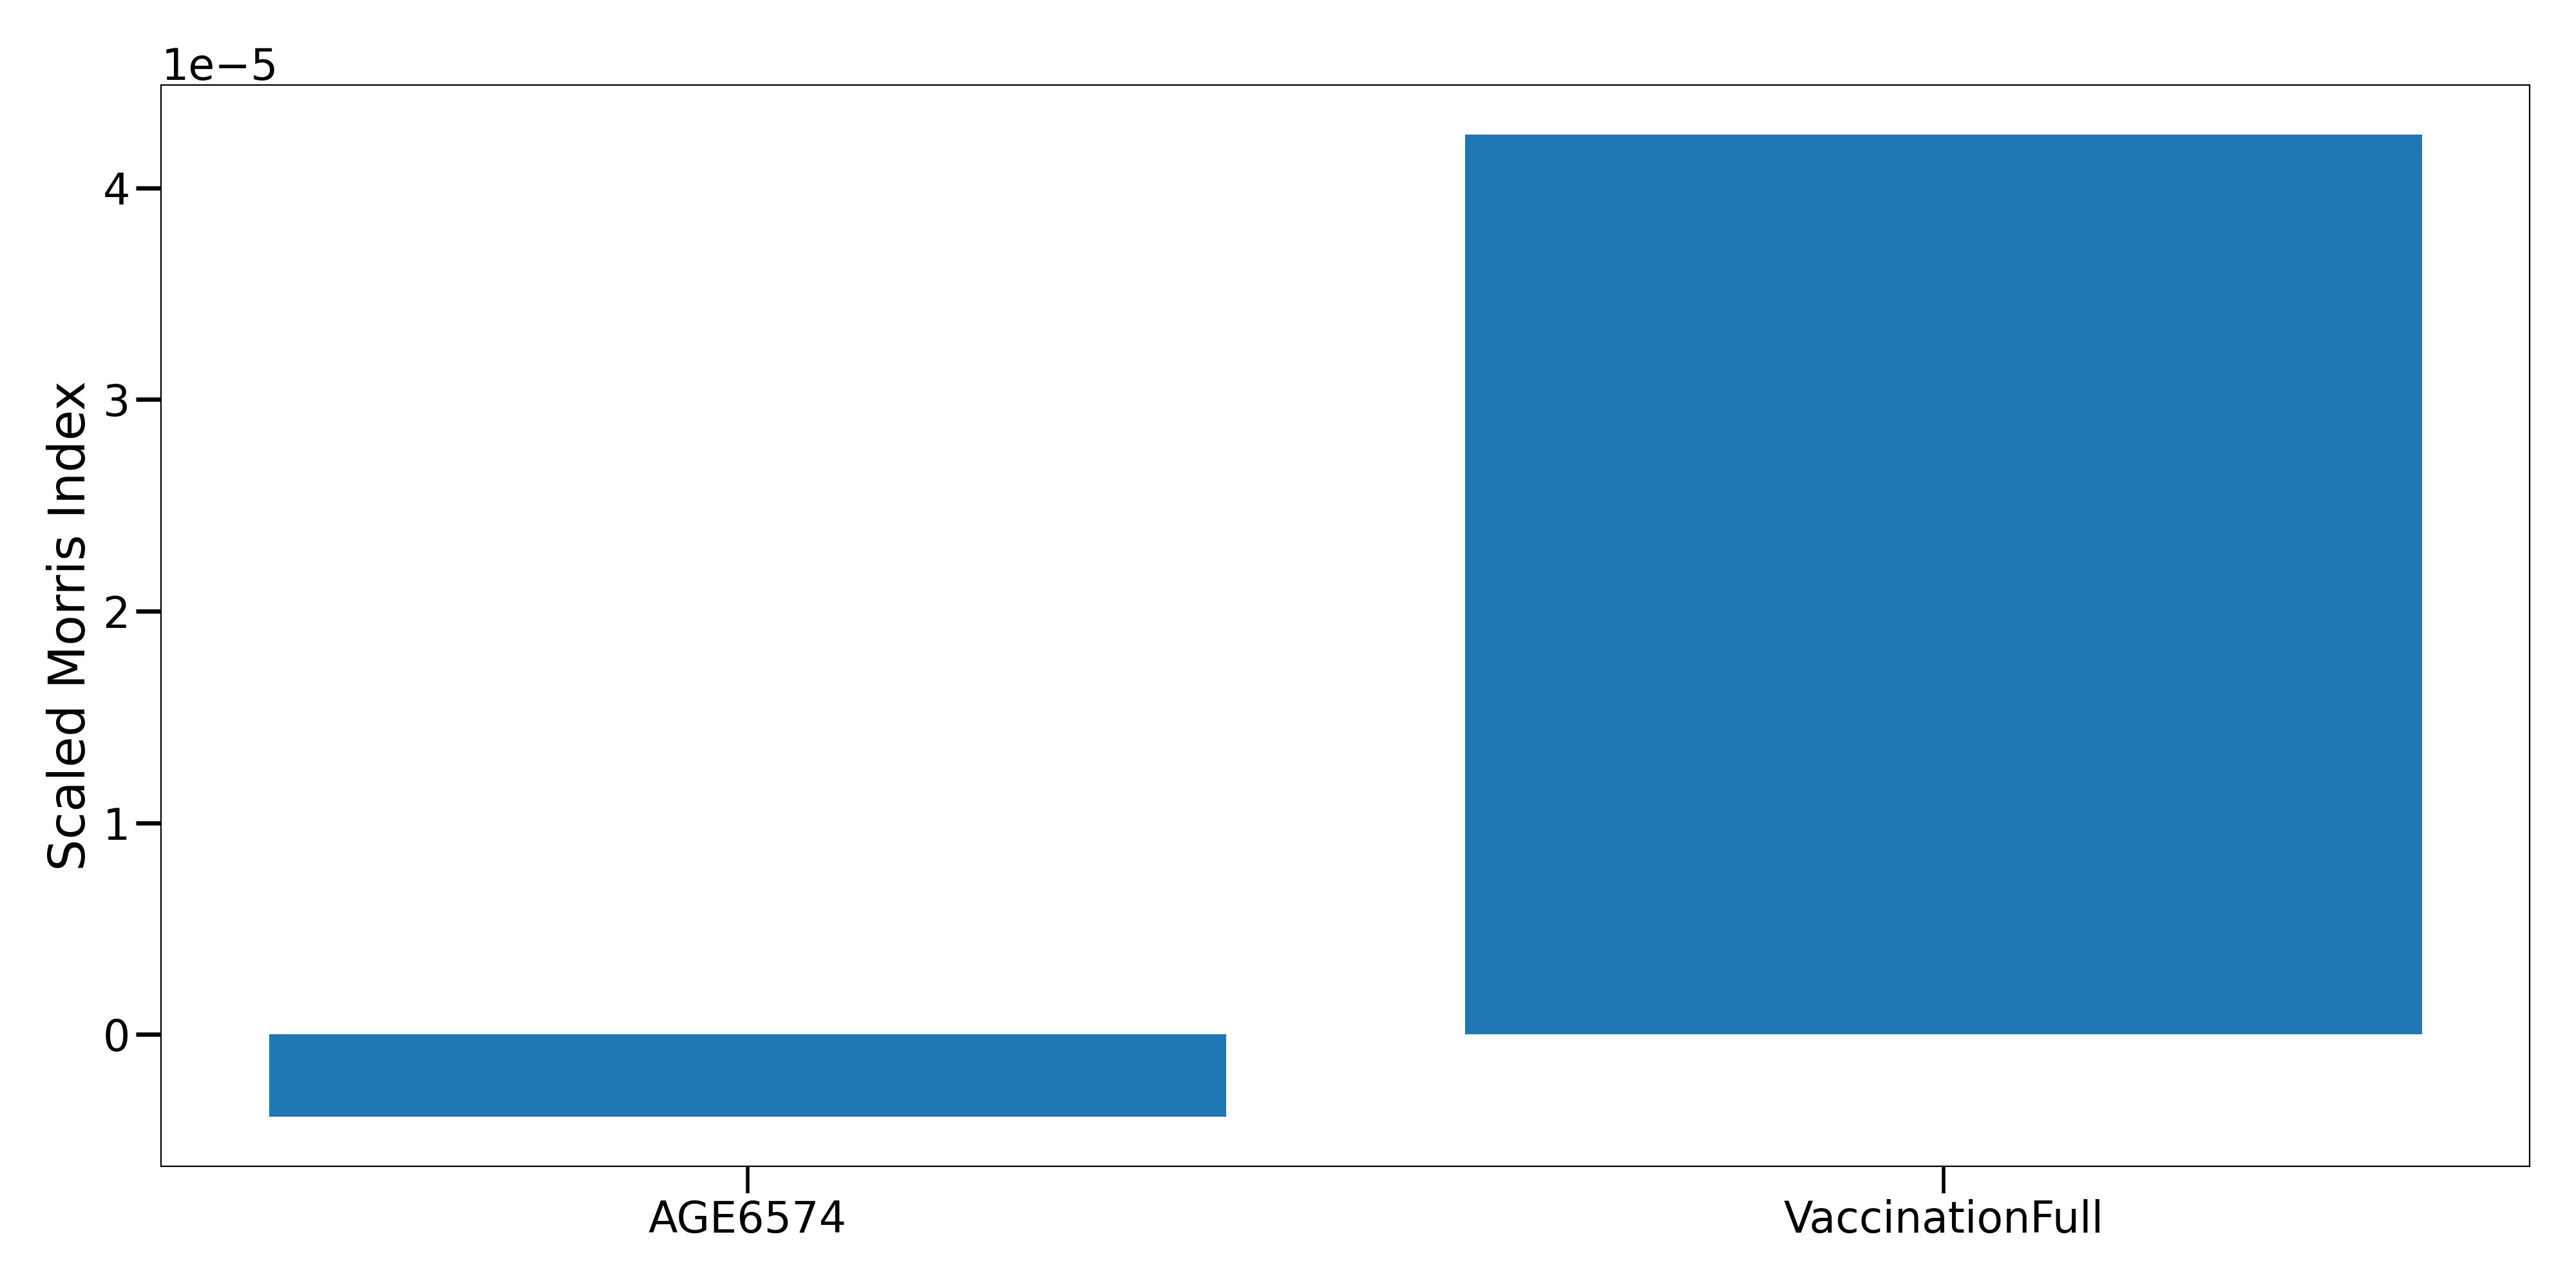 1e−5
Scaled Morris Index
4
3
2
1
0
AGE6574
VaccinationFull